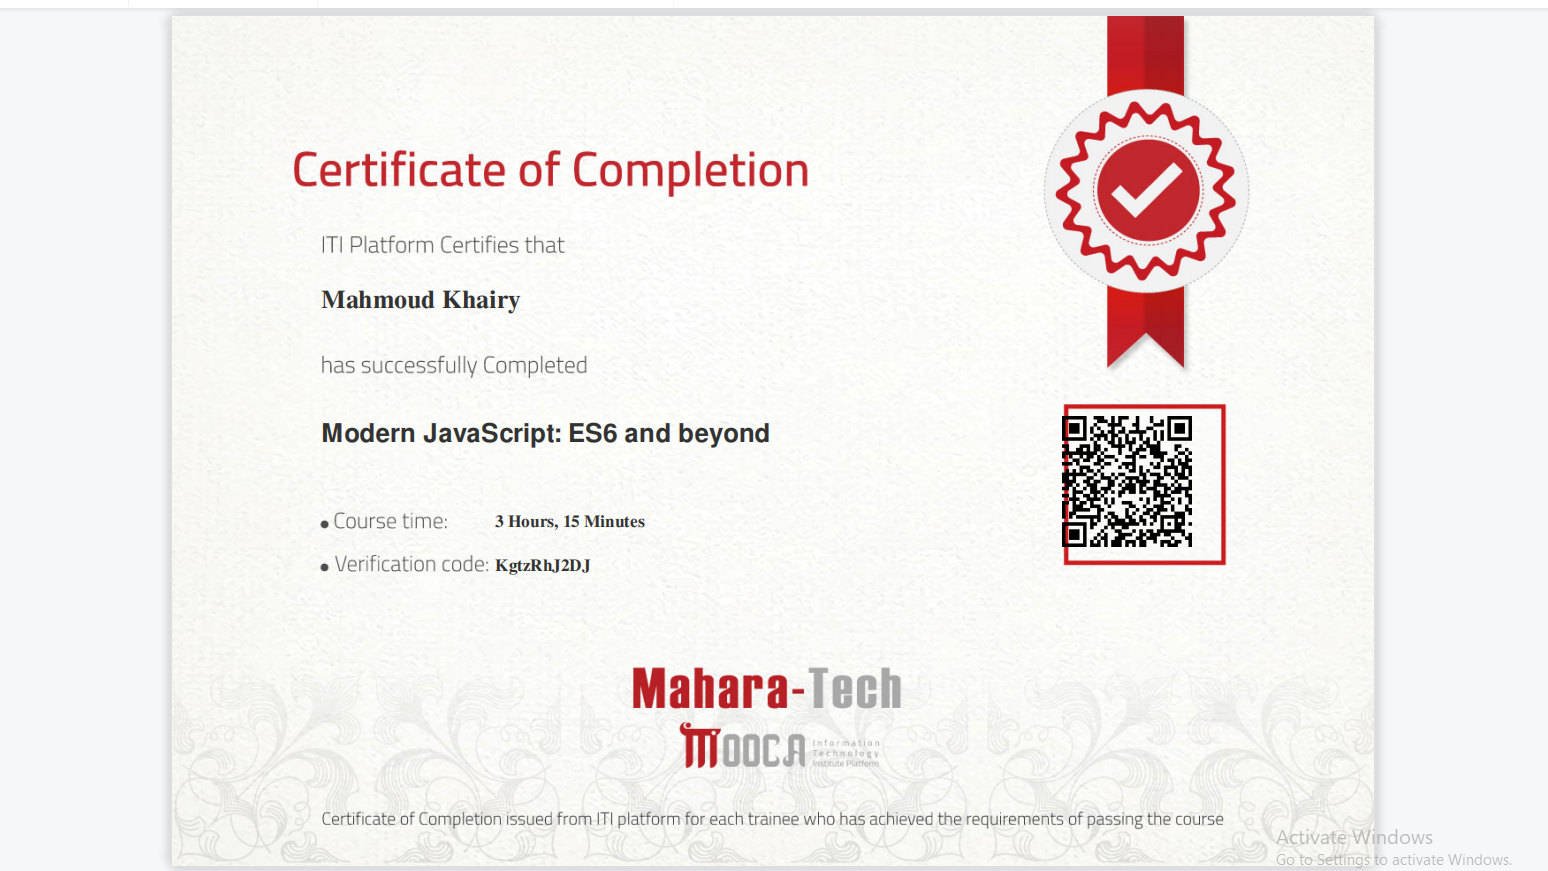 Certificate of Completion
ITI Platform Certifies that
Mahmoud Khairy
has successfully Completed
Modern JavaScript: ES6 and beyond
Course time: 3 Hours, 15 Minutes
Verification code: KgtzRhJ2DJ
Mahara-Tech
MOOCA Information
Technology
Institute Platform
Certificate of Completion issued from ITI platform for each trainee who has achieved the requirements of passing the course
Activate Windows
Go to Settings to activate Windows.